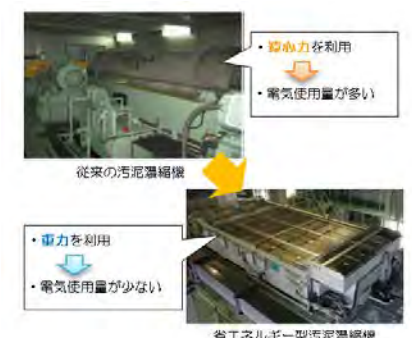 ・遠心力を利用
・電気使用量が多い
従来の汚泥濃縮機
・重力を利用
・電気使用量が少ない
省エネルギー型汚泥濃縮機